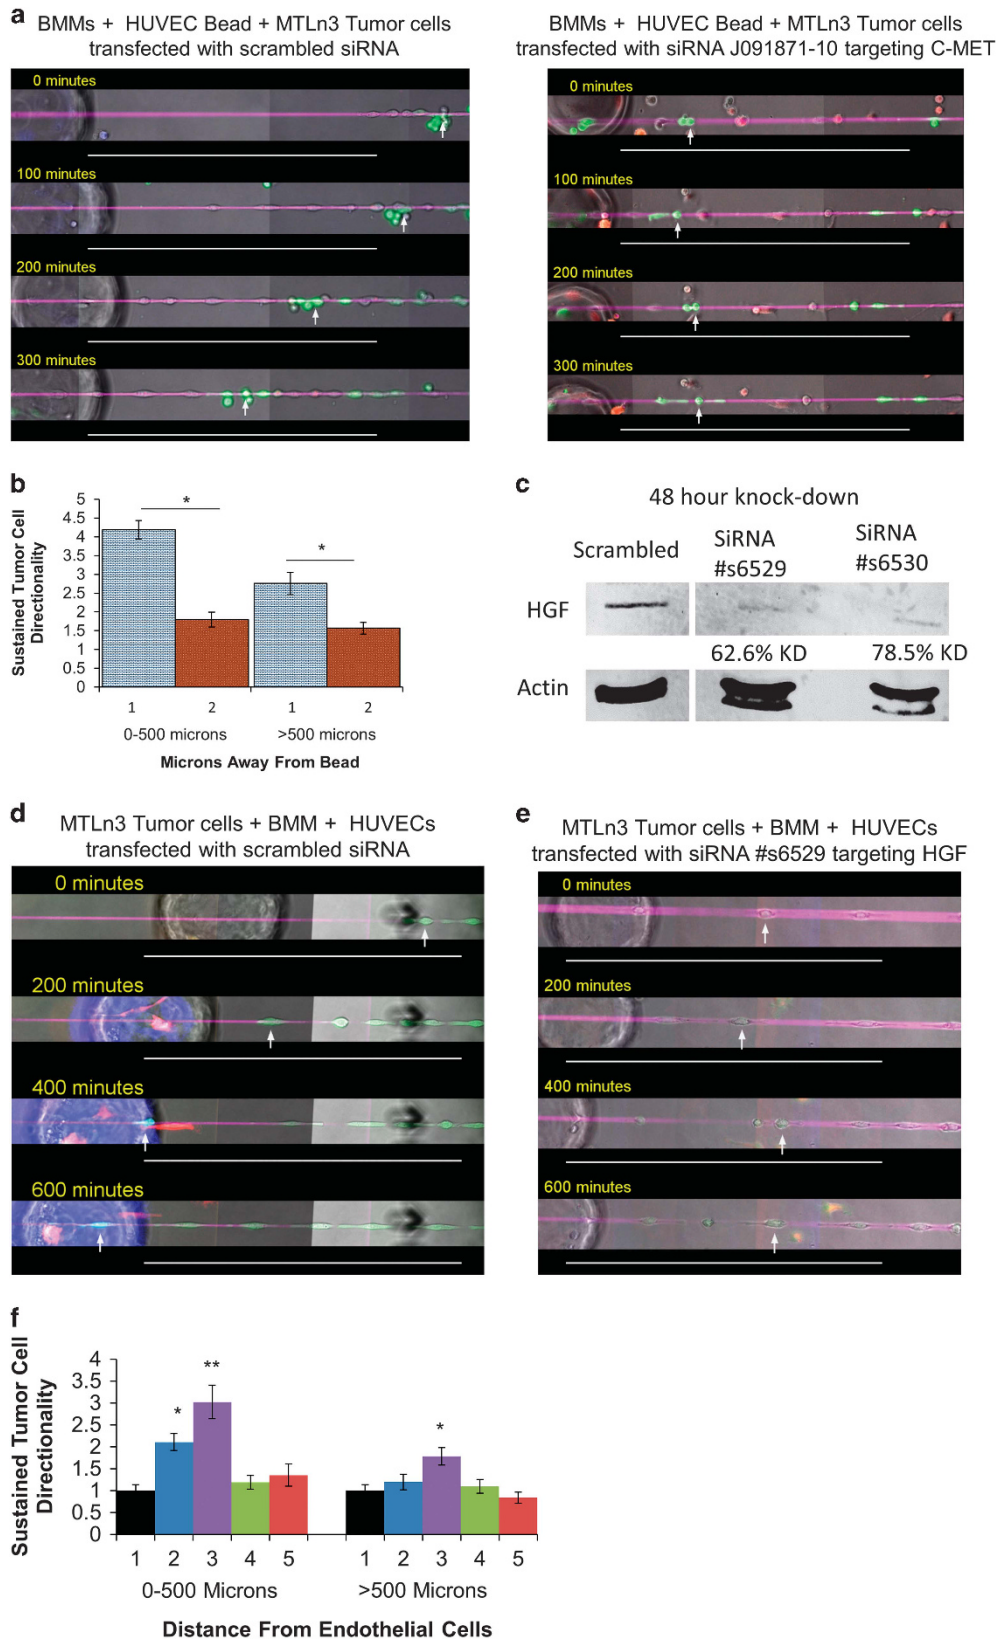 a
BMMs + HUVEC Bead + MTLn3 Tumor cells
transfected with scrambled siRNA
BMMs + HUVEC Bead + MTLn3 Tumor cells
transfected with siRNA J091871-10 targeting C-MET
0 minutes
100 minutes
200 minutes
300 minutes
0 minutes
100 minutes
200 minutes
300 minutes
b
Sustained Tumor Cell
Directionality
5
4.5
4
3.5
3
2.5
2
1.5
1
0.5
0
*
*
1 2 1 2
0-500 microns >500 microns
Microns Away From Bead
c
48 hour knock-down
Scrambled
SiRNA
#s6529
SiRNA
#s6530
HGF
62.6% KD 78.5% KD
Actin
d
MTLn3 Tumor cells + BMM + HUVECs
transfected with scrambled siRNA
0 minutes
200 minutes
400 minutes
600 minutes
e
MTLn3 Tumor cells + BMM + HUVECs
transfected with siRNA #s6529 targeting HGF
0 minutes
200 minutes
400 minutes
600 minutes
f
Sustained Tumor Cell
Directionality
4
3.5
3
2.5
2
1.5
1
0.5
0
*
**
*
1 2 3 4 5 1 2 3 4 5
0-500 Microns >500 Microns
Distance From Endothelial Cells